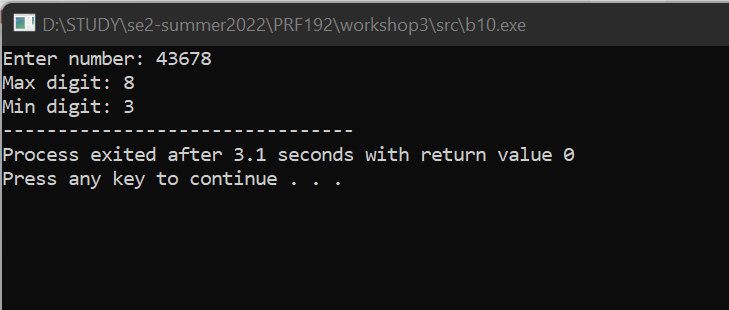 D:\STUDY\se2-summer2022\PRF192\workshop3\src\b10.exe
Enter number: 43678
Max digit: 8
Min digit: 3
--------------------------------
Process exited after 3.1 seconds with return value 0
Press any key to continue . . .